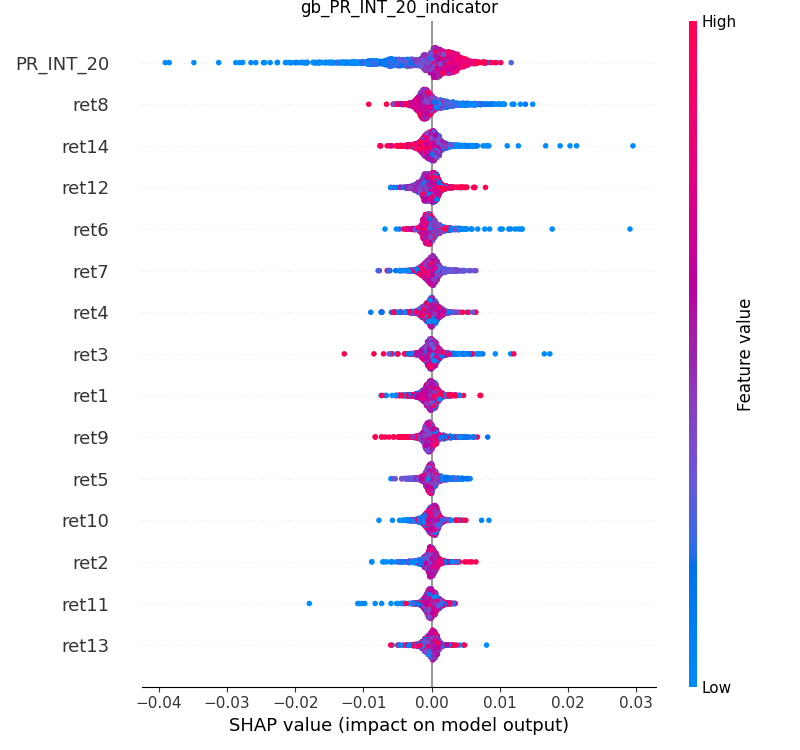 gb_PR_INT_20_indicator
High
PR_INT_20
ret8
ret14
ret12
ret6
ret7
ret4
ret3
ret1
ret9
ret5
ret10
ret2
ret11
ret13
Feature value
Low
−0.04 −0.03 −0.02 −0.01 0.00 0.01 0.02 0.03
SHAP value (impact on model output)